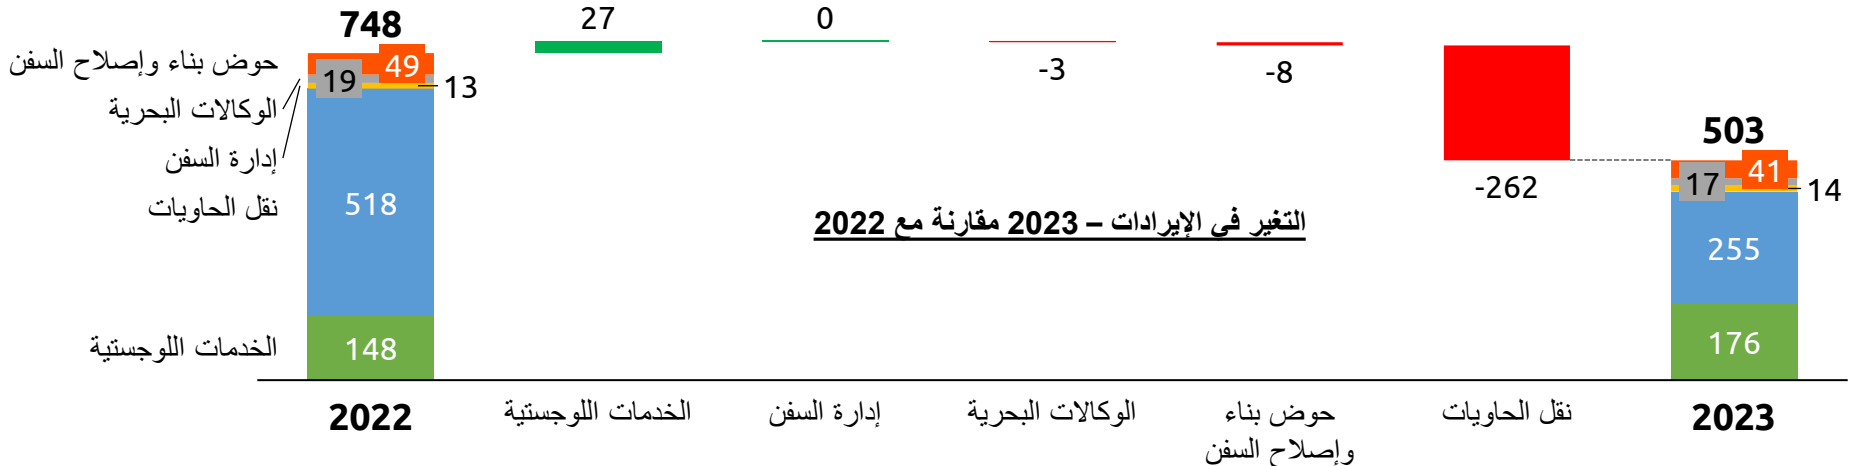 748
27
0
-3
-8
-262
503
حوض بناء وإصلاح السفن
49
19
13
الوكالات البحرية
إدارة السفن
نقل الحاويات
518
الخدمات اللوجستية
148
التغير في الإيرادات – 2023 مقارنة مع 2022
41
17
14
255
176
2022
الخدمات اللوجستية
إدارة السفن
الوكالات البحرية
حوض بناء
وإصلاح السفن
نقل الحاويات
2023